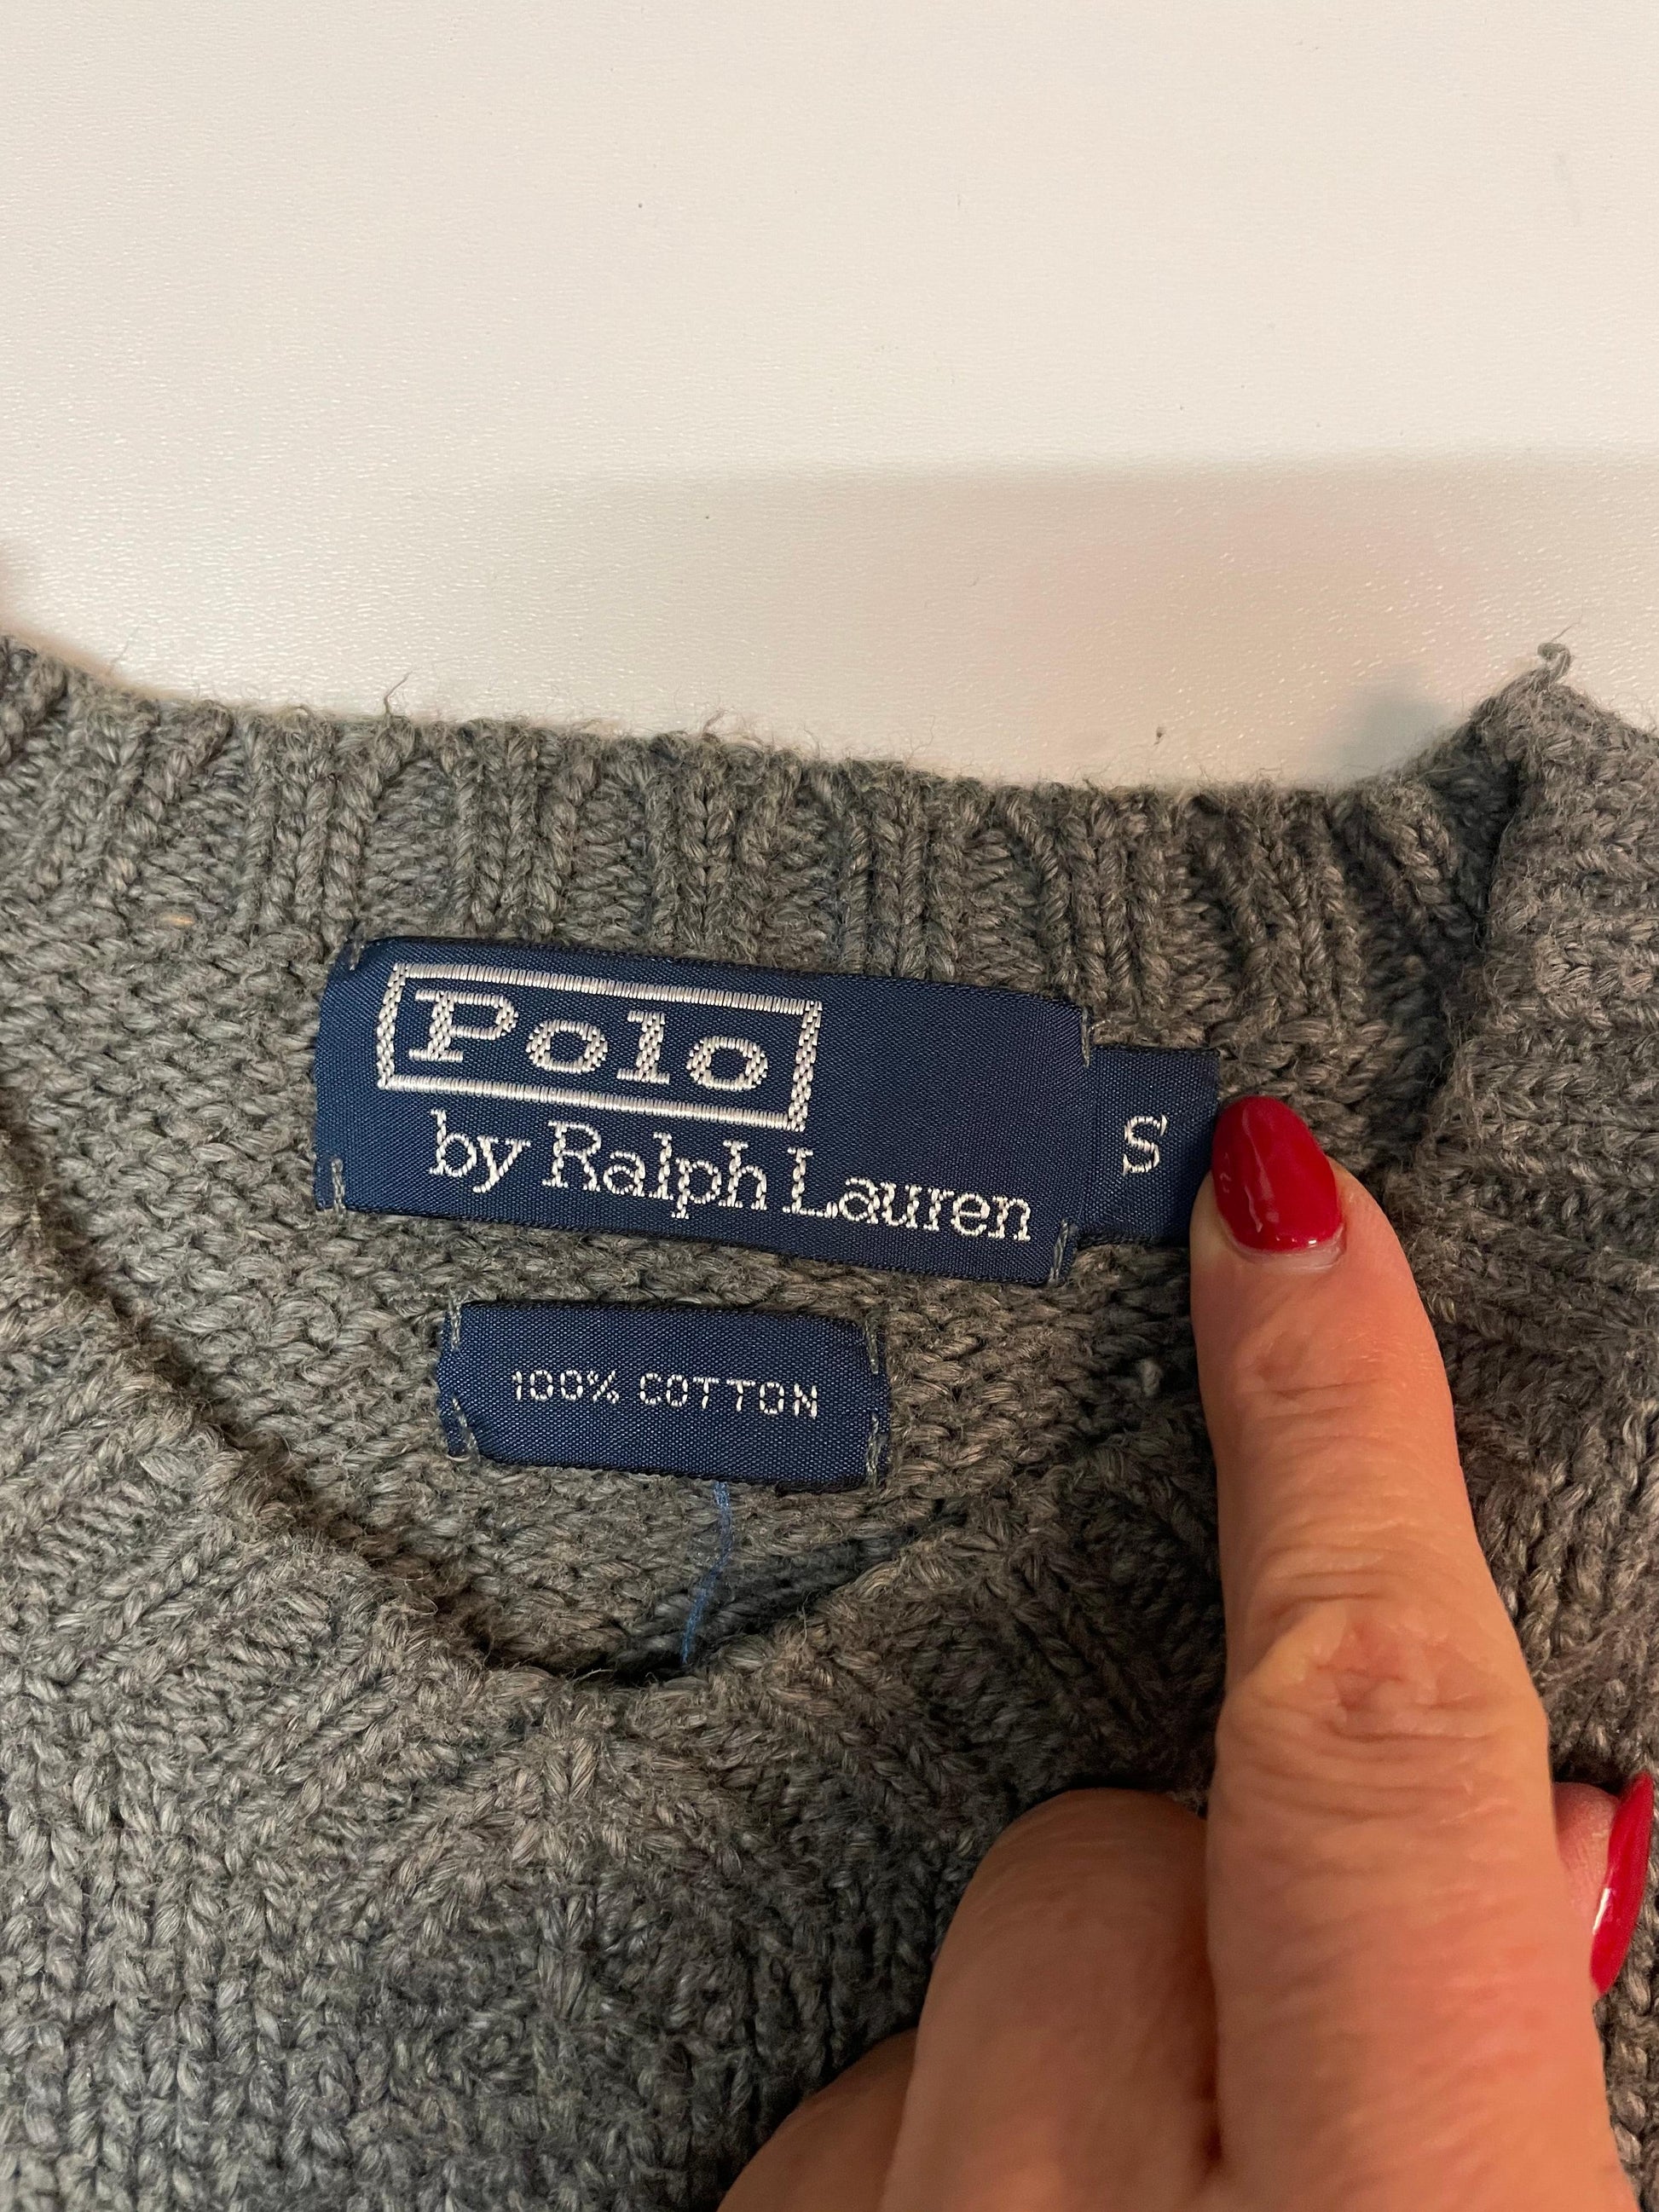 Polo
by Ralph Lauren
S
100% COTTON